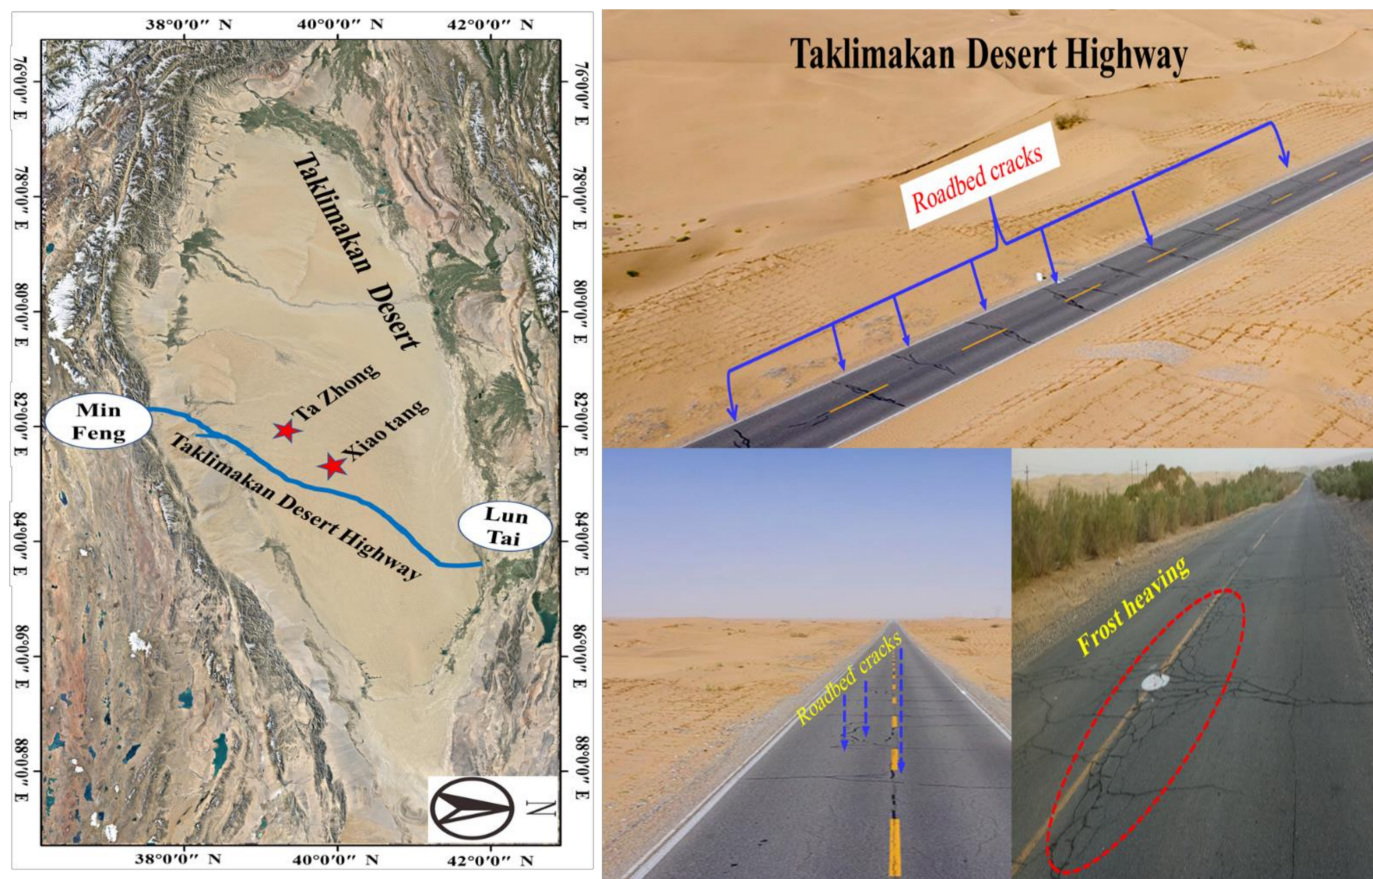 38°0'0" N
40°0'0" N
42°0'0" N
76°0'0" E
78°0'0" E
80°0'0" E
82°0'0" E
84°0'0" E
86°0'0" E
88°0'0" E
76°0'0" E
78°0'0" E
80°0'0" E
82°0'0" E
84°0'0" E
86°0'0" E
88°0'0" E
Taklimakan Desert
Ta Zhong
Xiao tang
Min
Feng
Taklimakan Desert Highway
Lun
Tai
N
38°0'0" N
40°0'0" N
42°0'0" N
Taklimakan Desert Highway
Roadbed cracks
Roadbed cracks
Frost heaving